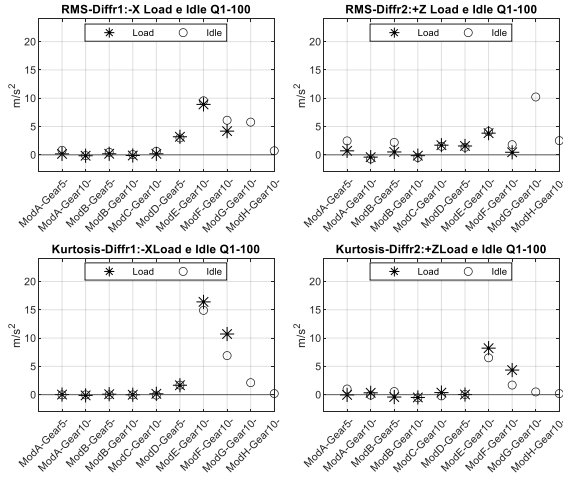 RMS-Diffr1:-X Load e Idle Q1-100
Load Idle
m/s2
20
15
10
5
0
ModA-Gear5-
ModA-Gear10-
ModB-Gear5-
ModB-Gear10-
ModC-Gear10-
ModD-Gear5-
ModE-Gear10-
ModF-Gear10-
ModG-Gear10-
ModH-Gear10-
RMS-Diffr2:+Z Load e Idle Q1-100
Load Idle
m/s2
20
15
10
5
0
ModA-Gear5-
ModA-Gear10-
ModB-Gear5-
ModB-Gear10-
ModC-Gear10-
ModD-Gear5-
ModE-Gear10-
ModF-Gear10-
ModG-Gear10-
ModH-Gear10-
Kurtosis-Diffr1:-XLoad e Idle Q1-100
Load Idle
m/s2
20
15
10
5
0
ModA-Gear5-
ModA-Gear10-
ModB-Gear5-
ModB-Gear10-
ModC-Gear10-
ModD-Gear5-
ModE-Gear10-
ModF-Gear10-
ModG-Gear10-
ModH-Gear10-
Kurtosis-Diffr2:+ZLoad e Idle Q1-100
Load Idle
m/s2
20
15
10
5
0
ModA-Gear5-
ModA-Gear10-
ModB-Gear5-
ModB-Gear10-
ModC-Gear10-
ModD-Gear5-
ModE-Gear10-
ModF-Gear10-
ModG-Gear10-
ModH-Gear10-